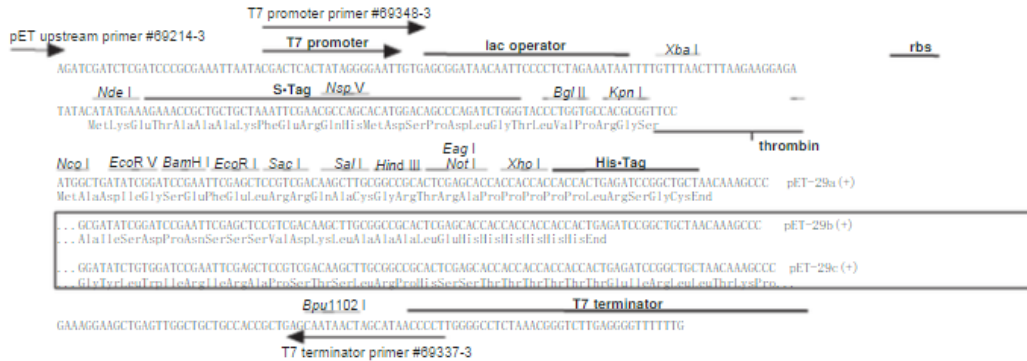 T7 promoter primer #69348-3
pET upstream primer #69214-3
T7 promoter lac operator Xba I rbs
AGATCGATCTCGATCCCGCGAAATTAATACGACTCACTATAGGGGAATTGTGAGCGGATAACAATTCCCCTCTAGAAATAATTTTGTTTAACTTTAAGAAGGAGA
Nde I S•Tag Nsp V Bgl II Kpn I
TATACATATGAAAGAAACCGCTGCTGCTAAATTCGAACGCCAGCACATGGACAGCCCAGATCTGGGTACCCTGGTGCCACGCGGTTCC
MetLysGluThrAlaAlaAlaLysPheGluArgGlnHisMetAspSerProAspLeuGlyThrLeuValProArgGlySer
thrombin
Eag I
Nco I EcoR V BamH I EcoR I Sac I Sal I Hind III Not I Xho I His•Tag
ATGGCTGATATCGGATCCGAATTCGAGCTCCGTCGACAAGCTTGCGGCCGCACTCGAGCACCACCACCACCACCACTGAGATCCGGCTGCTAACAAAGCCC pET-29a(+)
MetAlaAspIleGlySerGluPheGluLeuArgArgGlnAlaCysGlyArgThrArgAlaProProProProProProLeuArgSerGlyCysEnd
...GCGATATCGGATCCGAATTCGAGCTCCGTCGACAAGCTTGCGGCCGCACTCGAGCACCACCACCACCACCACTGAGATCCGGCTGCTAACAAAGCCC pET-29b(+)
...AlaIleSerAspProAsnSerSerSerValAspLysLeuAlaAlaAlaLeuGluHisHisHisHisHisHisEnd
...GGATATCTGTGGATCCGAATTCGAGCTCCGTCGACAAGCTTGCGGCCGCACTCGAGCACCACCACCACCACCACTGAGATCCGGCTGCTAACAAAGCCC pET-29c(+)
...GlyTyrLeuTrpIleArgIleArgAlaProSerThrSerLeuArgProHisSerSerThrThrThrThrThrThrGluIleArgLeuLeuThrLysPro...
Bpu1102 I T7 terminator
GAAAGGAAGCTGAGTTGGCTGCTGCCACCGCTGAGCAATAACTAGCATAACCCCTTGGGGCCTCTAAACGGGTCTTGAGGGGTTTTTTG
T7 terminator primer #69337-3